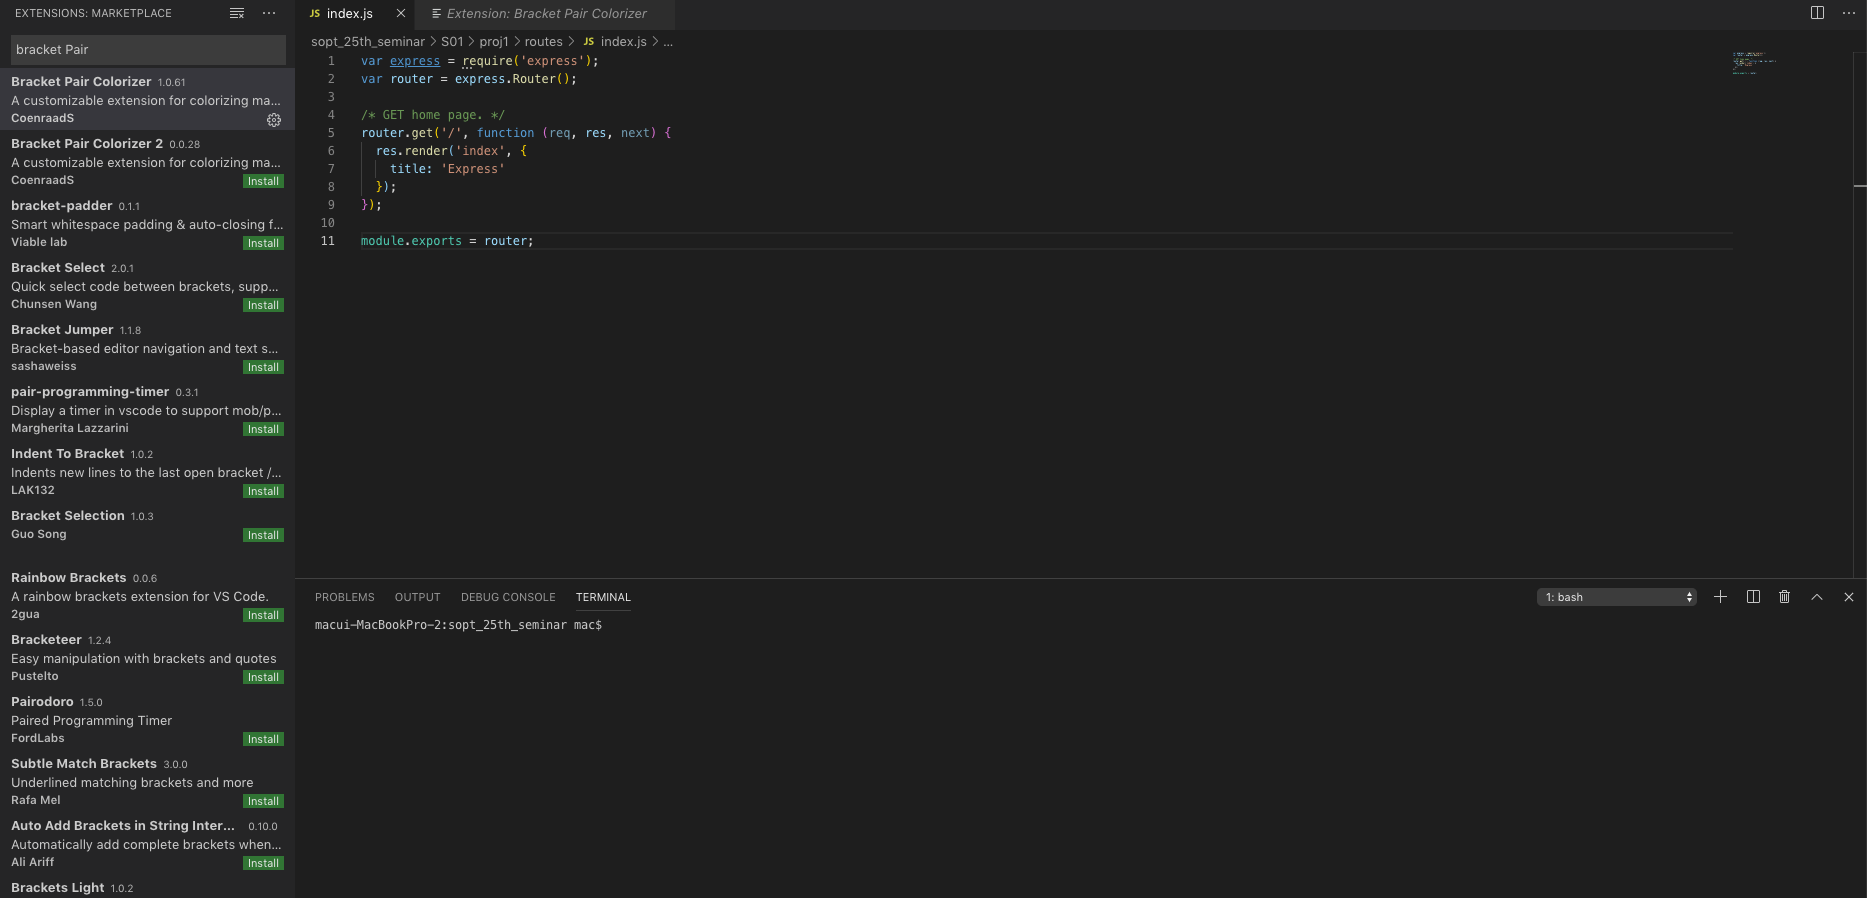 EXTENSIONS: MARKETPLACE
bracket Pair
Bracket Pair Colorizer 1.0.61
A customizable extension for colorizing ma...
CoenraadS
Bracket Pair Colorizer 2 0.0.28
A customizable extension for colorizing ma...
CoenraadS Install
bracket-padder 0.1.1
Smart whitespace padding & auto-closing f...
Viable lab Install
Bracket Select 2.0.1
Quick select code between brackets, supp...
Chunsen Wang Install
Bracket Jumper 1.1.8
Bracket-based editor navigation and text s...
sashaweiss Install
pair-programming-timer 0.3.1
Display a timer in vscode to support mob/p...
Margherita Lazzarini Install
Indent To Bracket 1.0.2
Indents new lines to the last open bracket /...
LAK132 Install
Bracket Selection 1.0.3
Guo Song Install
Rainbow Brackets 0.0.6
A rainbow brackets extension for VS Code.
2gua Install
Bracketeer 1.2.4
Easy manipulation with brackets and quotes
Pustelto Install
Pairodoro 1.5.0
Paired Programming Timer
FordLabs Install
Subtle Match Brackets 3.0.0
Underlined matching brackets and more
Rafa Mel Install
Auto Add Brackets in String Inter... 0.10.0
Automatically add complete brackets when...
Ali Ariff Install
Brackets Light 1.0.2
JS index.js Extension: Bracket Pair Colorizer
sopt_25th_seminar > S01 > proj1 > routes > JS index.js > ...
1 var express = require('express');
2 var router = express.Router();
3
4 /* GET home page. */
5 router.get('/', function (req, res, next) {
6 res.render('index', {
7 title: 'Express'
8 });
9 });
10
11 module.exports = router;
PROBLEMS OUTPUT DEBUG CONSOLE TERMINAL 1: bash
macui-MacBookPro-2:sopt_25th_seminar mac$